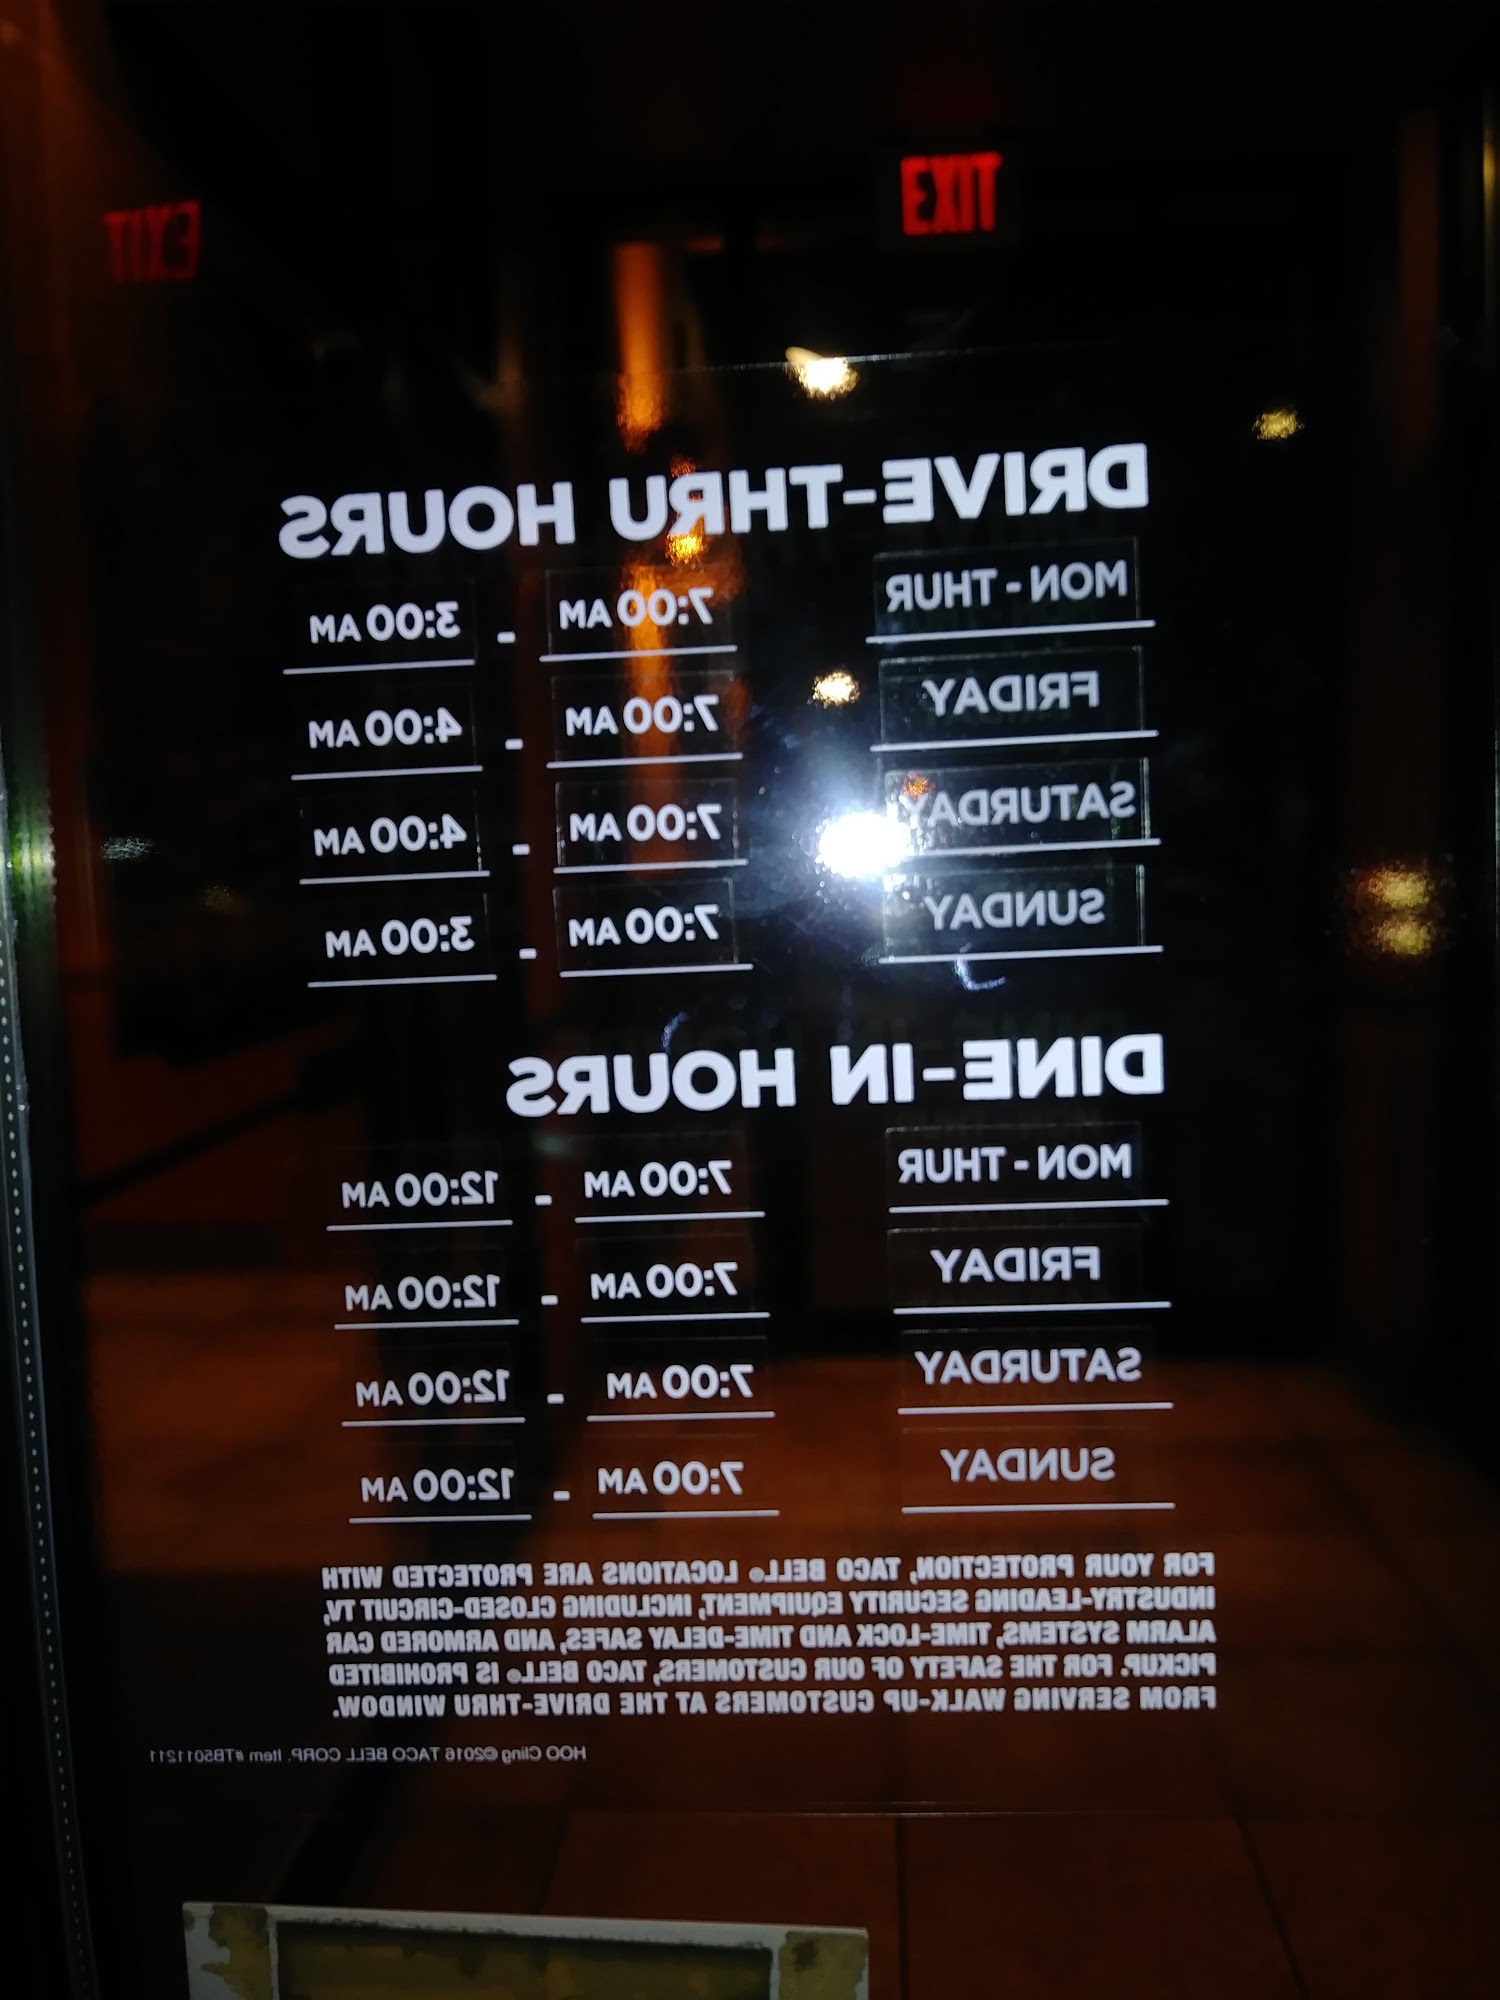 EXIT
EXIT
DRIVE-THRU HOURS
MON - THUR 7:00 AM - 3:00 AM
FRIDAY 7:00 AM - 4:00 AM
SATURDAY 7:00 AM - 4:00 AM
SUNDAY 7:00 AM - 3:00 AM
DINE-IN HOURS
MON - THUR 7:00 AM - 12:00 AM
FRIDAY 7:00 AM - 12:00 AM
SATURDAY 7:00 AM - 12:00 AM
SUNDAY 7:00 AM - 12:00 AM
FOR YOUR PROTECTION, TACO BELL® LOCATIONS ARE PROTECTED WITH
INDUSTRY-LEADING SECURITY EQUIPMENT, INCLUDING CLOSED-CIRCUIT TV,
ALARM SYSTEMS, TIME-LOCK AND TIME-DELAY SAFES, AND ARMORED CAR
PICKUP. FOR THE SAFETY OF OUR CUSTOMERS, TACO BELL® IS PROHIBITED
FROM SERVING WALK-UP CUSTOMERS AT THE DRIVE-THRU WINDOW.
HOO Cling ©2016 TACO BELL CORP. Item #TB5011211